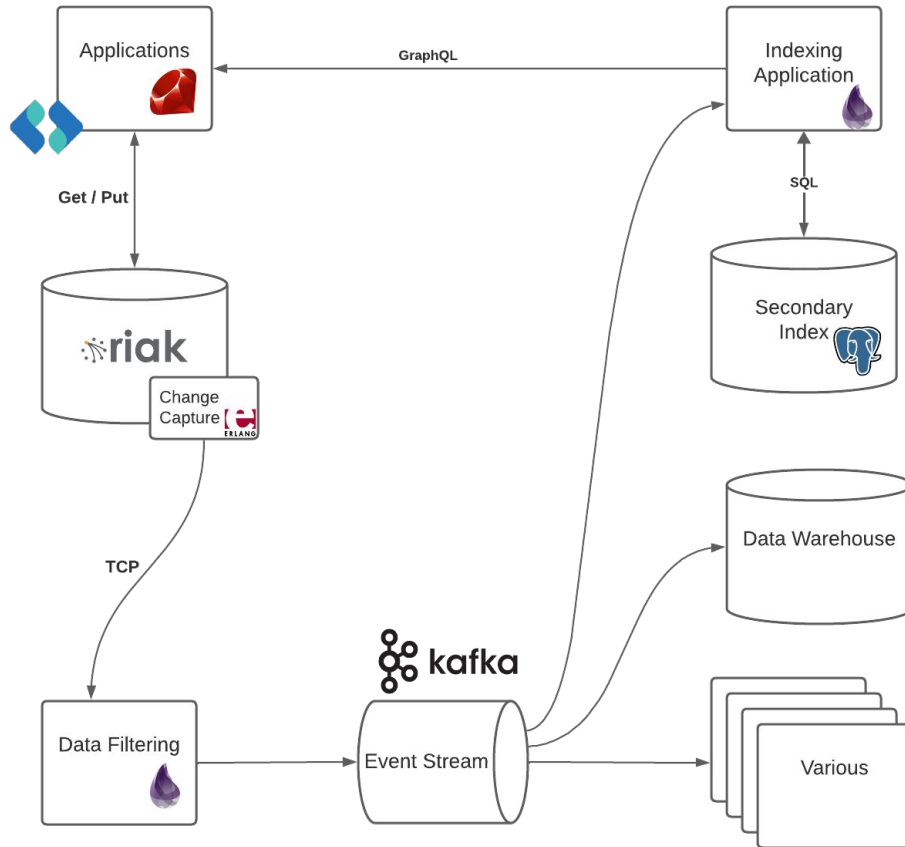 Applications
GraphQL
Indexing
Application
Get / Put
SQL
riak
Secondary
Index
Change
Capture
e
ERLANG
Data Warehouse
TCP
kafka
Data Filtering
Event Stream
Various